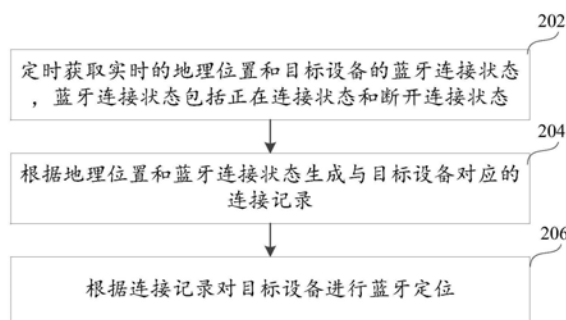 202
定时获取实时的地理位置和目标设备的蓝牙连接状态
，蓝牙连接状态包括正在连接状态和断开连接状态
204
根据地理位置和蓝牙连接状态生成与目标设备对应的
连接记录
206
根据连接记录对目标设备进行蓝牙定位